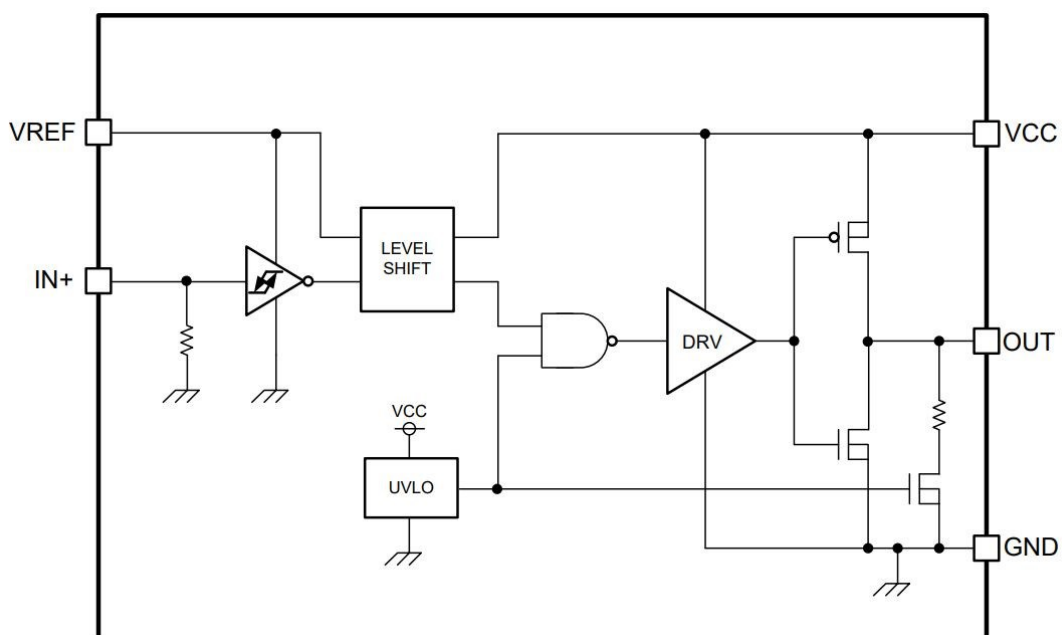 VREF
VCC
IN+
LEVEL
SHIFT
DRV
OUT
VCC
UVLO
GND